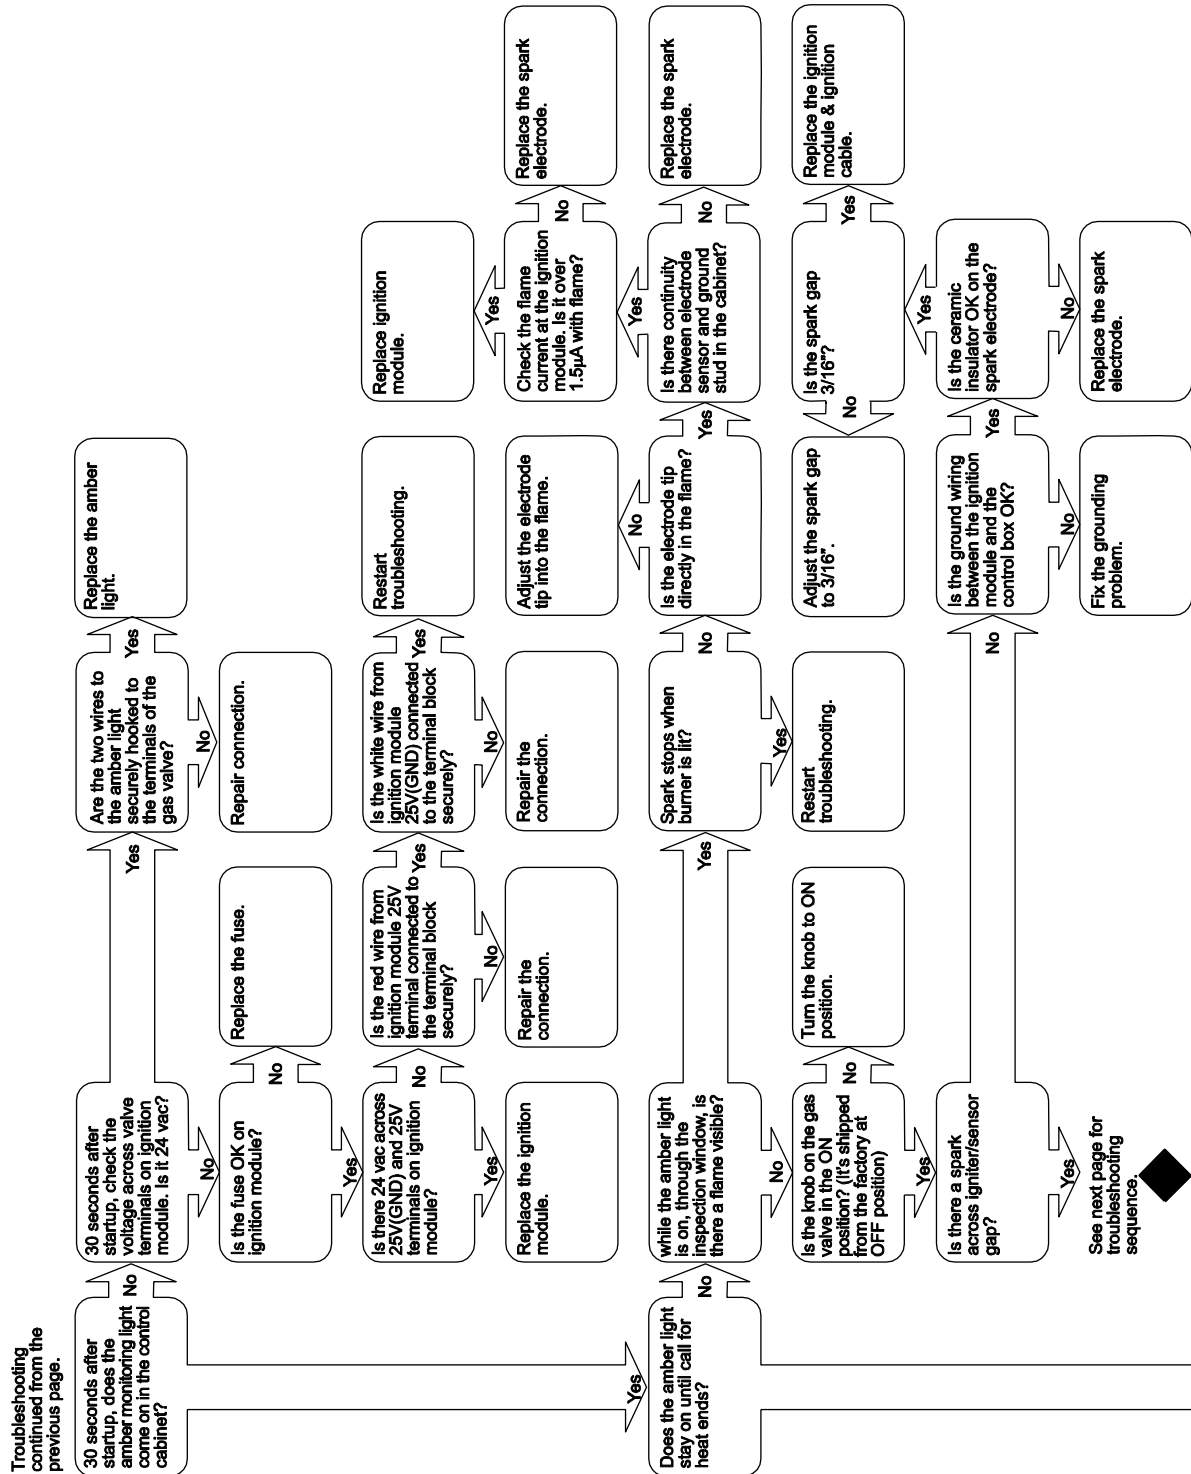 Troubleshooting
continued from the
previous page.
30 seconds after
startup, does the
amber monitoring light
come on in the control
cabinet?
No
30 seconds after
startup, check the
voltage across valve
terminals on ignition
module. Is it 24 vac?
Yes
Are the two wires to
the amber light
securely hooked to
the terminals of the
gas valve?
Yes
Replace the amber
light.
No
Repair connection.
No
Is the fuse OK on
ignition module?
No
Replace the fuse.
Yes
Is there 24 vac across
25V(GND) and 25V
terminals on ignition
module?
No
Is the red wire from
ignition module 25V
terminal connected to
the terminal block
securely?
Yes
Is the white wire from
ignition module
25V(GND) connected
to the terminal block
securely?
Yes
Restart
troubleshooting.
Yes
Replace the ignition
module.
No
Repair the
connection.
No
Repair the
connection.
Yes
Does the amber light
stay on until call for
heat ends?
No
while the amber light
is on, through the
inspection window, is
there a flame visible?
Yes
Spark stops when
burner is lit?
No
Is the electrode tip
directly in the flame?
Yes
Is there continuity
between electrode
sensor and ground
stud in the cabinet?
No
Replace the spark
electrode.
No
Adjust the electrode
tip into the flame.
Yes
Check the flame
current at the ignition
module. Is it over
1.5µA with flame?
No
Replace the spark
electrode.
Yes
Replace ignition
module.
Yes
Restart
troubleshooting.
No
Is the knob on the gas
valve in the ON
position? (It's shipped
from the factory at
OFF position)
No
Turn the knob to ON
position.
Yes
Is there a spark
across igniter/sensor
gap?
No
Is the ground wiring
between the ignition
module and the
control box OK?
Yes
Is the ceramic
insulator OK on the
spark electrode?
Yes
Is the spark gap
3/16"?
Yes
Replace the ignition
module & ignition
cable.
No
Adjust the spark gap
to 3/16".
No
Fix the grounding
problem.
No
Replace the spark
electrode.
Yes
See next page for
troubleshooting
sequence.